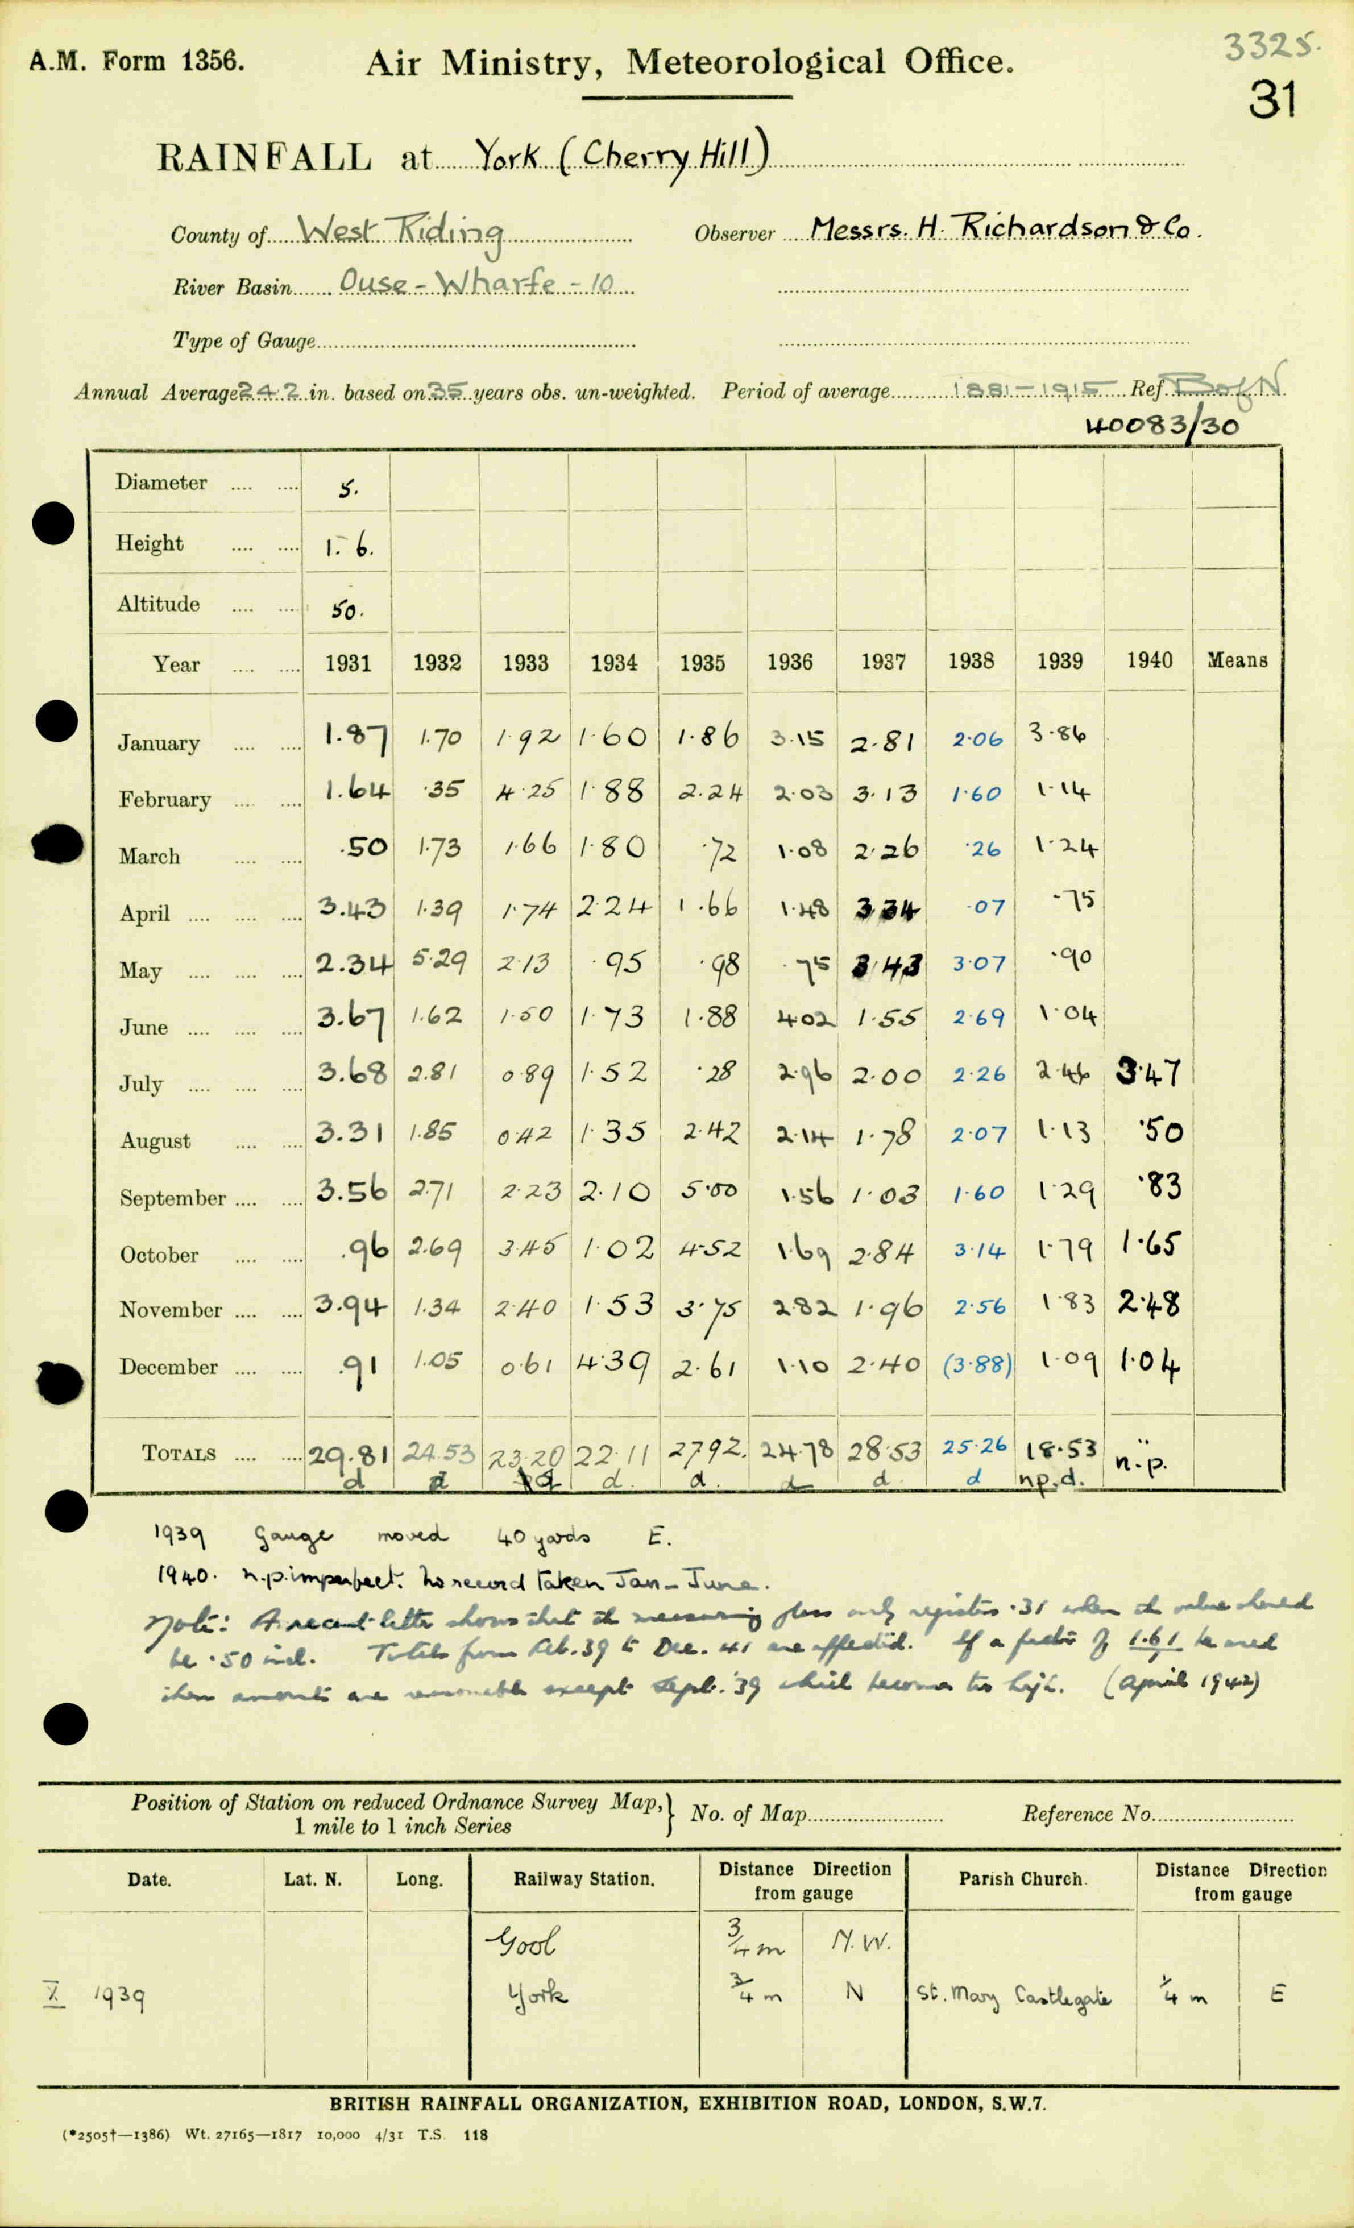 3325.
A.M. Form 1356. Air Ministry, Meteorological Office.
31
RAINFALL at York (Cherry Hill)
County of West Riding Observer Messrs. H. Richardson & Co.
River Basin Ouse - Wharfe - 10
Type of Gauge
Annual Average 24.2 in. based on 35 years obs. un-weighted. Period of average 1881-1915 Ref. B of N
40083/30
Diameter 5.
Height 1. 6.
Altitude 50.
Year 1931 1932 1933 1934 1935 1936 1937 1938 1939 1940 Means
January 1.87 1.70 1.92 1.60 1.86 3.15 2.81 2.06 3.86
February 1.64 .35 4.25 1.88 2.24 2.03 3.13 1.60 1.14
March .50 1.73 1.66 1.80 .72 1.08 2.26 .26 1.24
April 3.43 1.39 1.74 2.24 1.66 1.48 3.34 .07 .75
May 2.34 5.29 2.13 .95 .98 .75 3.43 3.07 .90
June 3.67 1.62 1.50 1.73 1.88 4.02 1.55 2.69 1.04
July 3.68 2.81 0.89 1.52 .28 2.96 2.00 2.26 2.46 3.47
August 3.31 1.85 0.42 1.35 2.42 2.14 1.78 2.07 1.13 .50
September 3.56 2.71 2.23 2.10 5.00 1.56 1.03 1.60 1.29 .83
October .96 2.69 3.45 1.02 4.52 1.69 2.84 3.14 1.79 1.65
November 3.94 1.34 2.40 1.53 3.75 2.82 1.96 2.56 1.83 2.48
December .91 1.05 0.61 4.39 2.61 1.10 2.40 (3.88) 1.09 1.04
TOTALS 29.81 24.53 23.20 22.11 27.92. 24.78 28.53 25.26 18.53 n.p.
d d d d. d. d d d np.d.
1939 Gauge moved 40 yards E.
1940. n.p. imperfect. No record taken Jan - June.
Note: A recent letter shows that the measuring glass only registers .31 when the value should
be .50 incl. Totals from Feb. 39 to Dec. 41 are affected. If a factor of 1.61 be used
then amounts are reasonable except Sept. '39 which becomes too high. (April 1942)
Position of Station on reduced Ordnance Survey Map, } No. of Map Reference No.
1 mile to 1 inch Series
Date. Lat. N. Long. Railway Station. Distance Direction from gauge Parish Church. Distance Direction from gauge
Gool 3/4 m N.W.
X 1939 York 3/4 m N St. Mary Castlegate 1/4 m E
BRITISH RAINFALL ORGANIZATION, EXHIBITION ROAD, LONDON, S.W.7.
(*2505†—1386) Wt. 27165—1817 10,000 4/31 T.S. 118